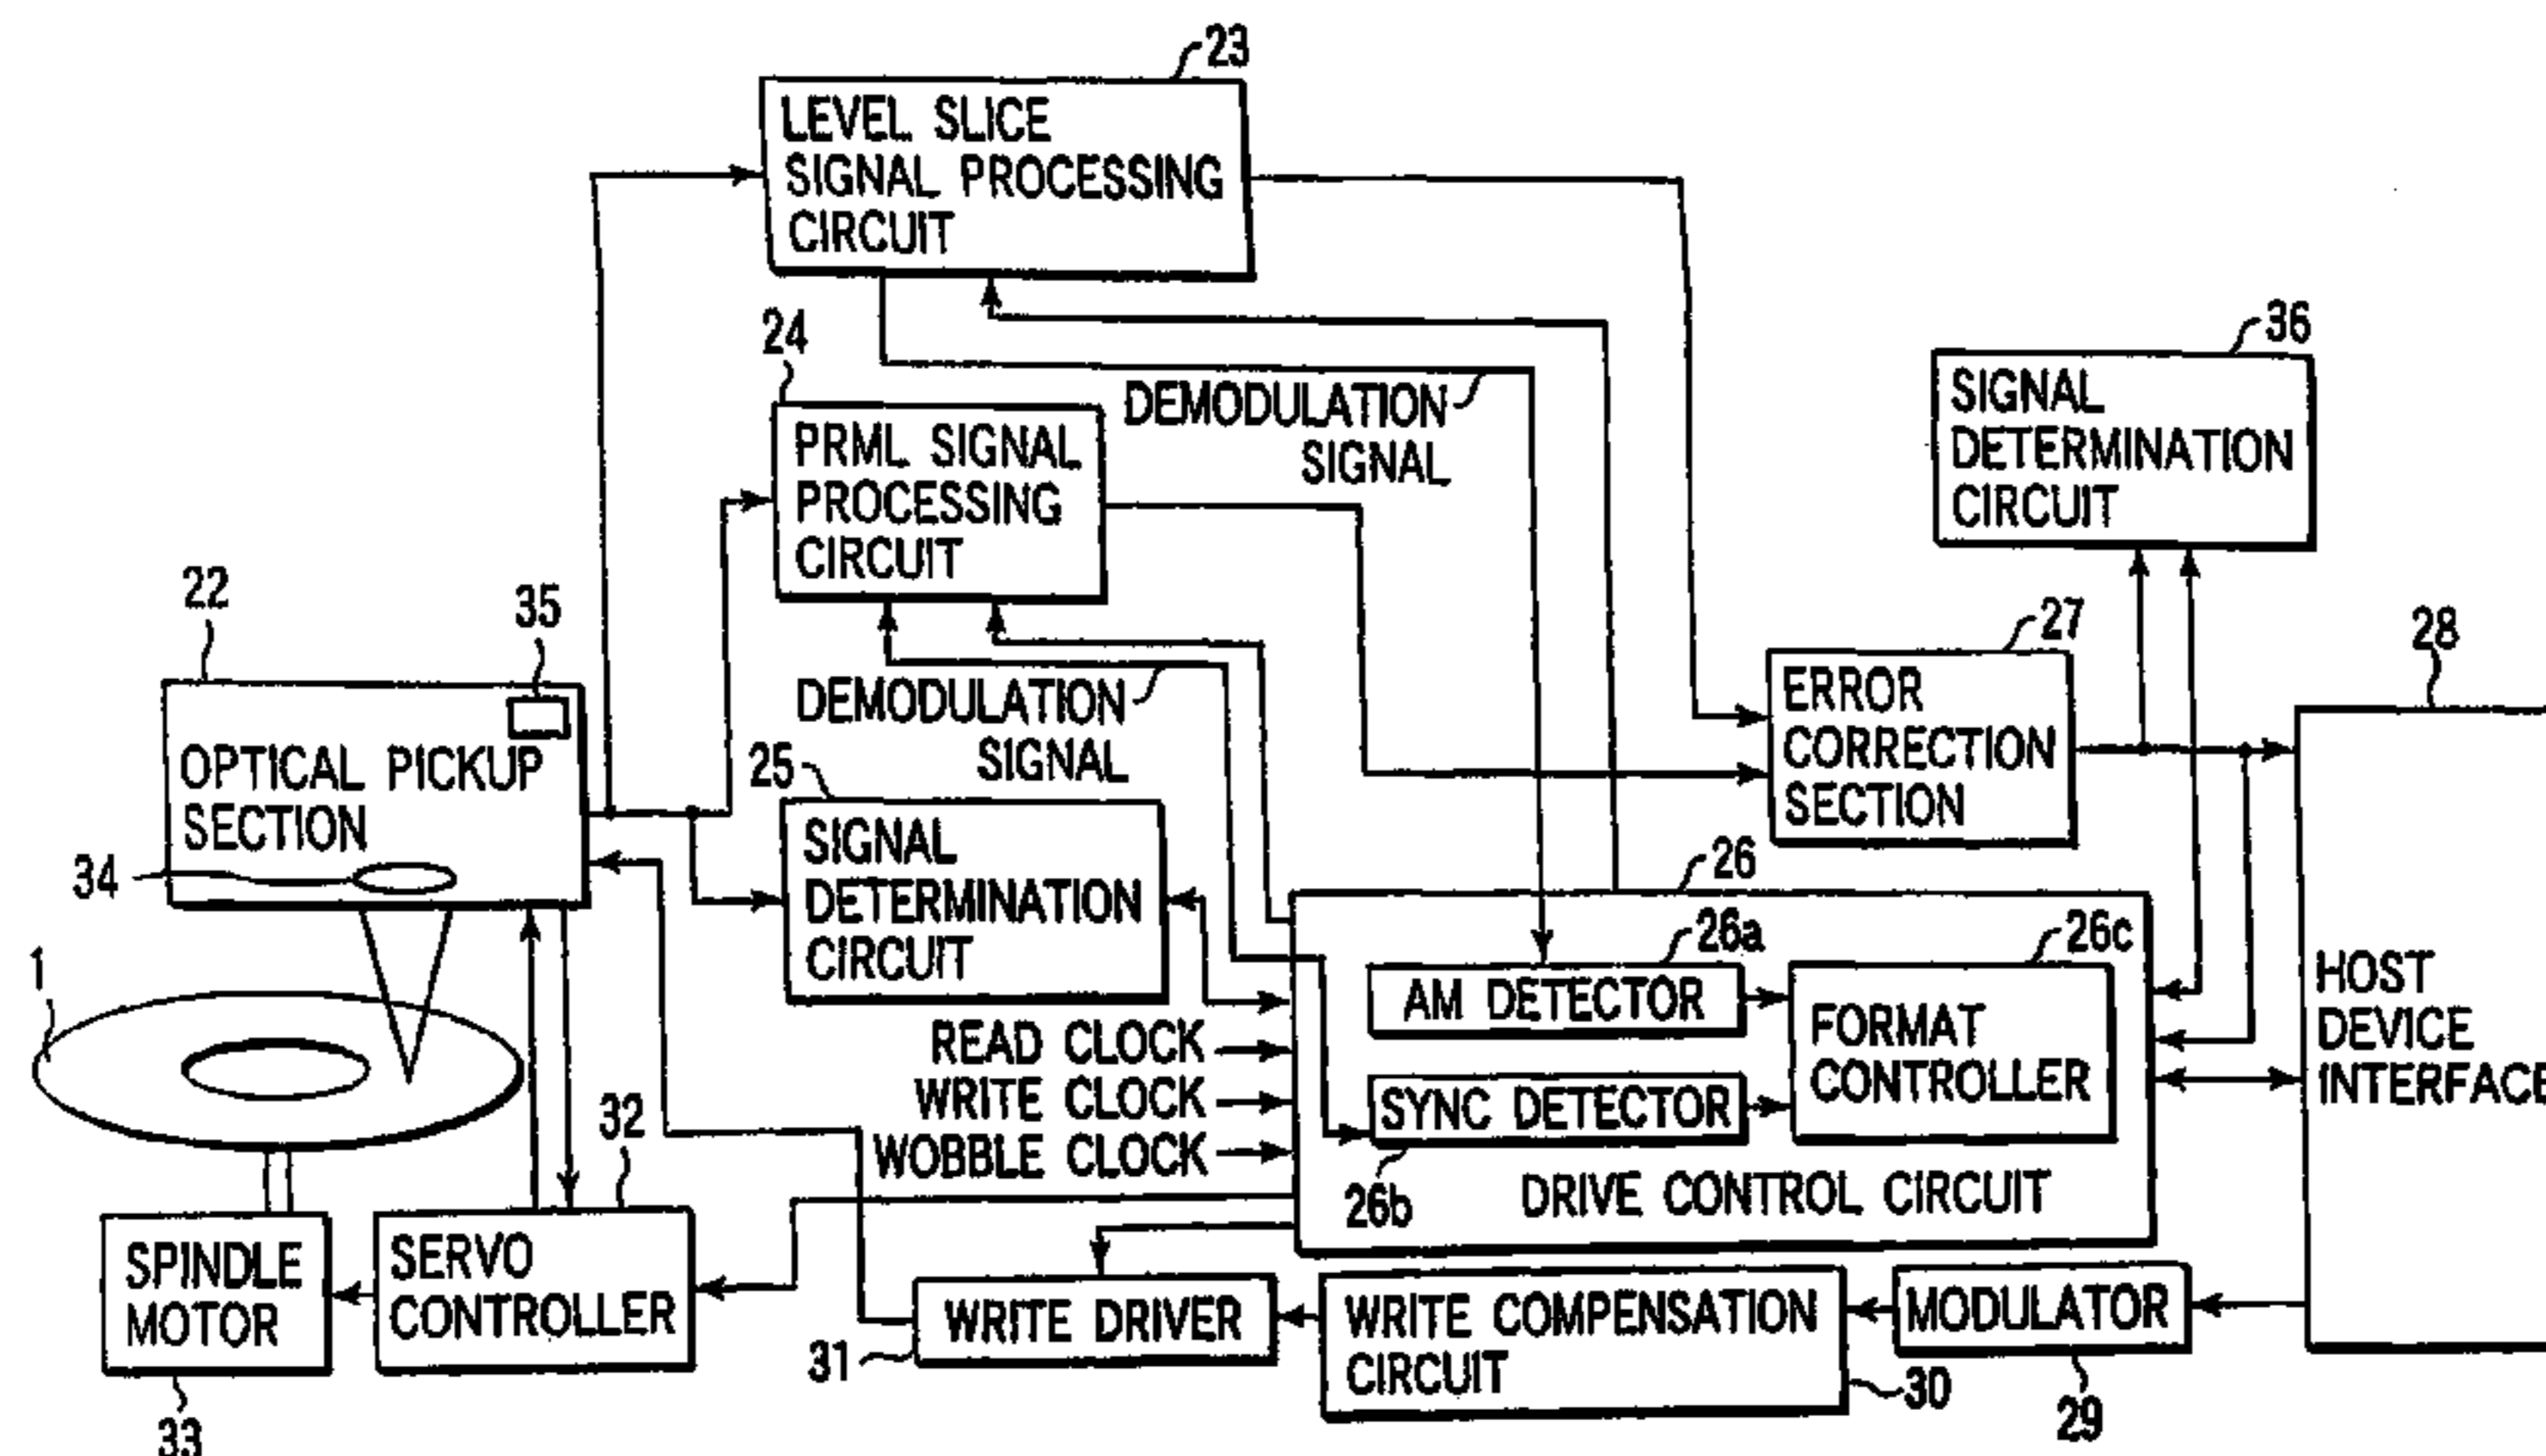 23
LEVEL SLICE
SIGNAL PROCESSING
CIRCUIT
24
PRML SIGNAL
PROCESSING
CIRCUIT
DEMODULATION
SIGNAL
36
SIGNAL
DETERMINATION
CIRCUIT
22
35
OPTICAL PICKUP
SECTION
34
DEMODULATION
SIGNAL
25
SIGNAL
DETERMINATION
CIRCUIT
27
ERROR
CORRECTION
SECTION
28
HOST
DEVICE
INTERFACE
26
26a
AM DETECTOR
26c
FORMAT
CONTROLLER
SYNC DETECTOR
26b
DRIVE CONTROL CIRCUIT
READ CLOCK
WRITE CLOCK
WOBBLE CLOCK
1
32
SPINDLE
MOTOR
33
SERVO
CONTROLLER
WRITE DRIVER
31
WRITE COMPENSATION
CIRCUIT
30
MODULATOR
29